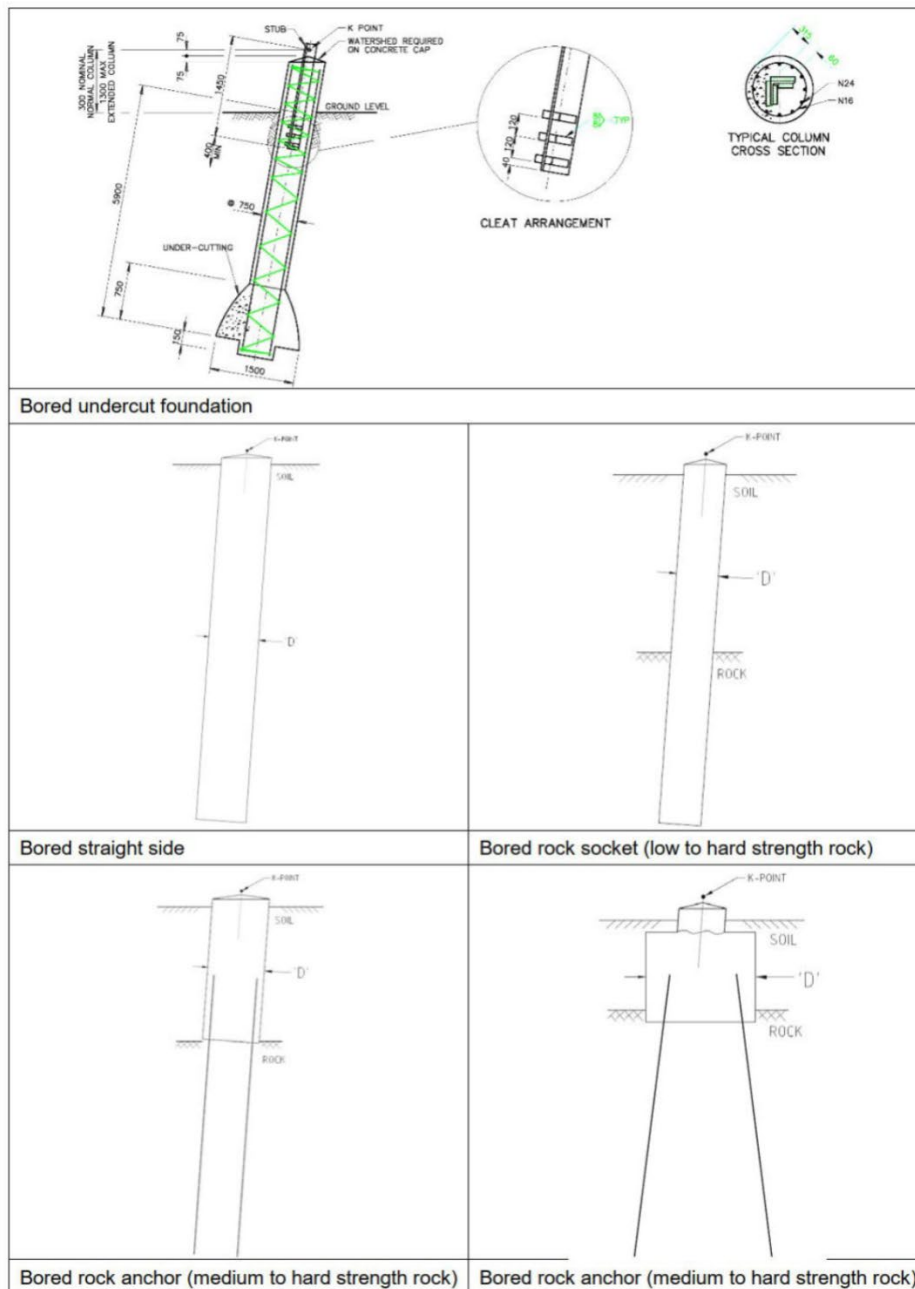 STUB
K POINT
WATERSHED REQUIRED
ON CONCRETE CAP
75
75
300 NOMINAL
NORMAL COLUMN
1300 MAX
EXTENDED COLUMN
1450
GROUND LEVEL
400
MIN
5900
750
UNDER-CUTTING
750
150
1500
120
120
40
TYP
CLEAT ARRANGEMENT
315
60
N24
N16
TYPICAL COLUMN
CROSS SECTION
Bored undercut foundation
K-POINT
SOIL
'D'
Bored straight side
K-POINT
SOIL
'D'
ROCK
Bored rock socket (low to hard strength rock)
K-POINT
SOIL
'D'
ROCK
Bored rock anchor (medium to hard strength rock)
K-POINT
SOIL
'D'
ROCK
Bored rock anchor (medium to hard strength rock)